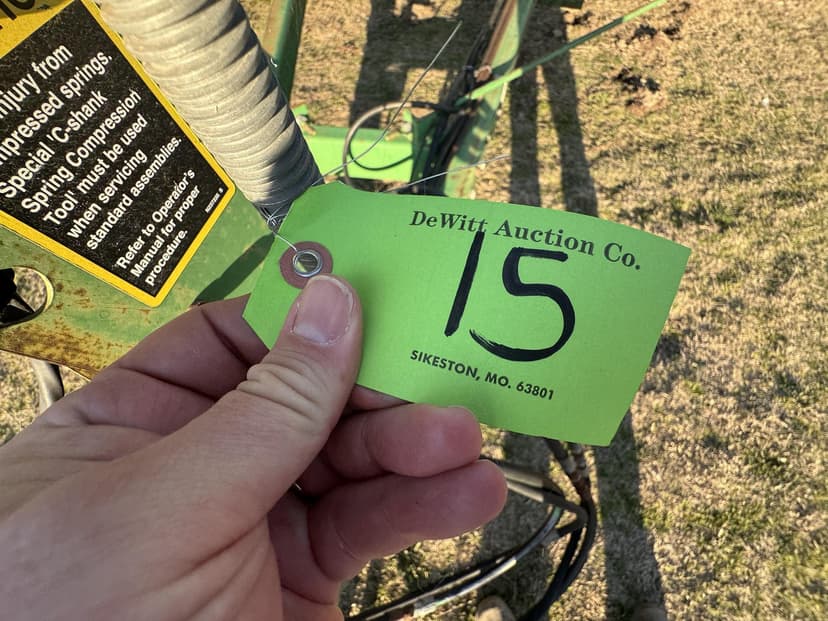 njury from
mpressed springs.
Special 'C-shank
Spring Compression
Tool must be used
when servicing
standard assemblies.
Refer to Operator's
Manual for proper
procedure.
DeWitt Auction Co.
15
SIKESTON, MO. 63801